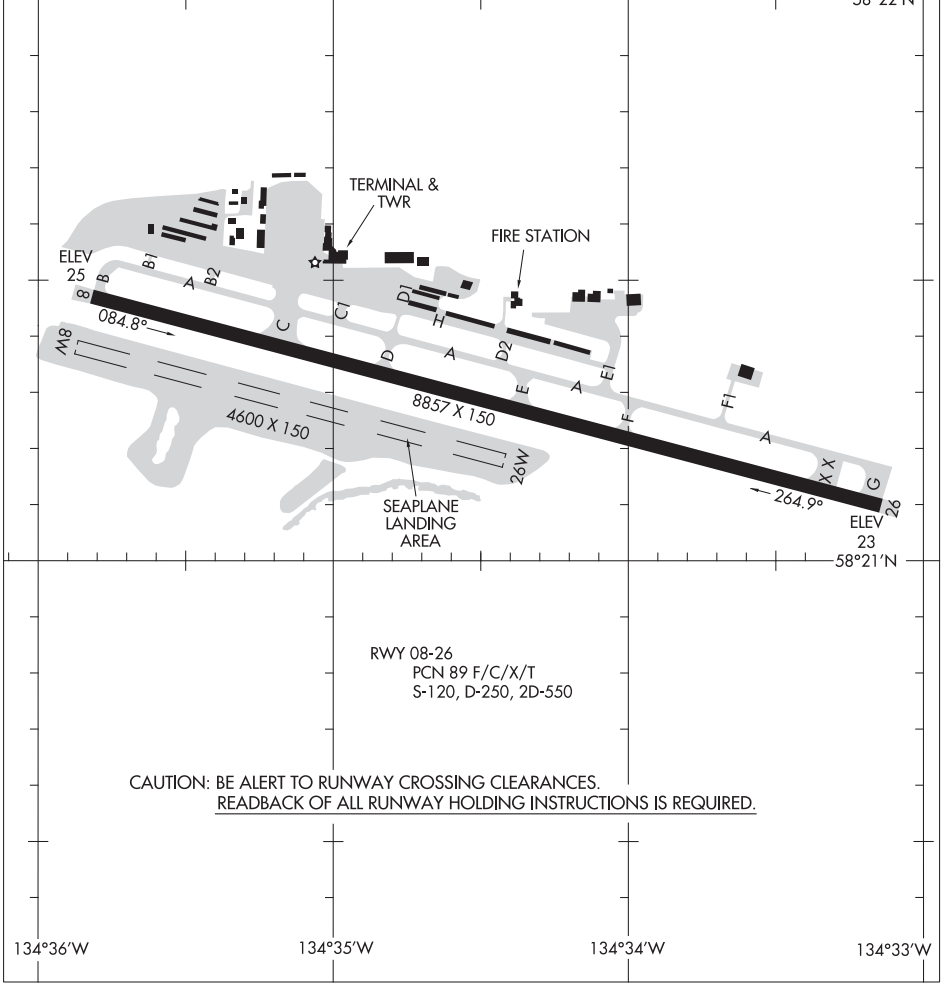 58°22'N
TERMINAL &
TWR
FIRE STATION
ELEV
25
B
B1
A
B2
8
084.8°
C
C1
D1
H
D
A
D2
E
A
E1
F
F1
A
X X
G
8W
4600 X 150
8857 X 150
26W
SEAPLANE
LANDING
AREA
264.9°
26
ELEV
23
58°21'N
RWY 08-26
PCN 89 F/C/X/T
S-120, D-250, 2D-550
CAUTION: BE ALERT TO RUNWAY CROSSING CLEARANCES.
READBACK OF ALL RUNWAY HOLDING INSTRUCTIONS IS REQUIRED.
134°36'W
134°35'W
134°34'W
134°33'W